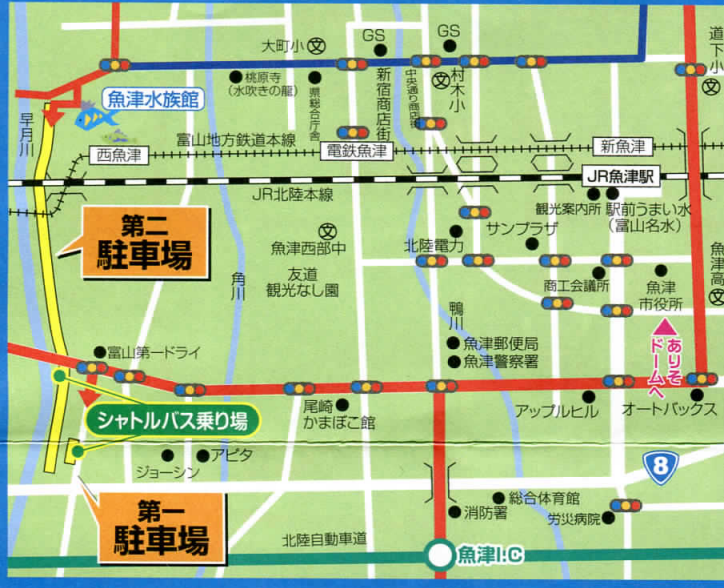 道下小
大町小 文
GS
GS
桃原寺
(水吹きの龍)
県総合庁舎
新宿商店街
中央通り商店街
文
村木小
文
魚津水族館
早月川
富山地方鉄道本線
西魚津
電鉄魚津
新魚津
JR北陸本線
JR魚津駅
観光案内所
駅前うまい水
(富山名水)
第二
駐車場
文
魚津西部中
友道
観光なし園
角川
北陸電力
サンプラザ
商工会議所
魚津
市役所
魚津高
文
鴨川
魚津郵便局
魚津警察署
ありそ
ドームへ
富山第一ドライ
シャトルバス乗り場
尾崎
かまぼこ館
アップルヒル
オートバックス
ジョーシン
アピタ
8
第一
駐車場
総合体育館
消防署
労災病院
北陸自動車道
魚津I.C